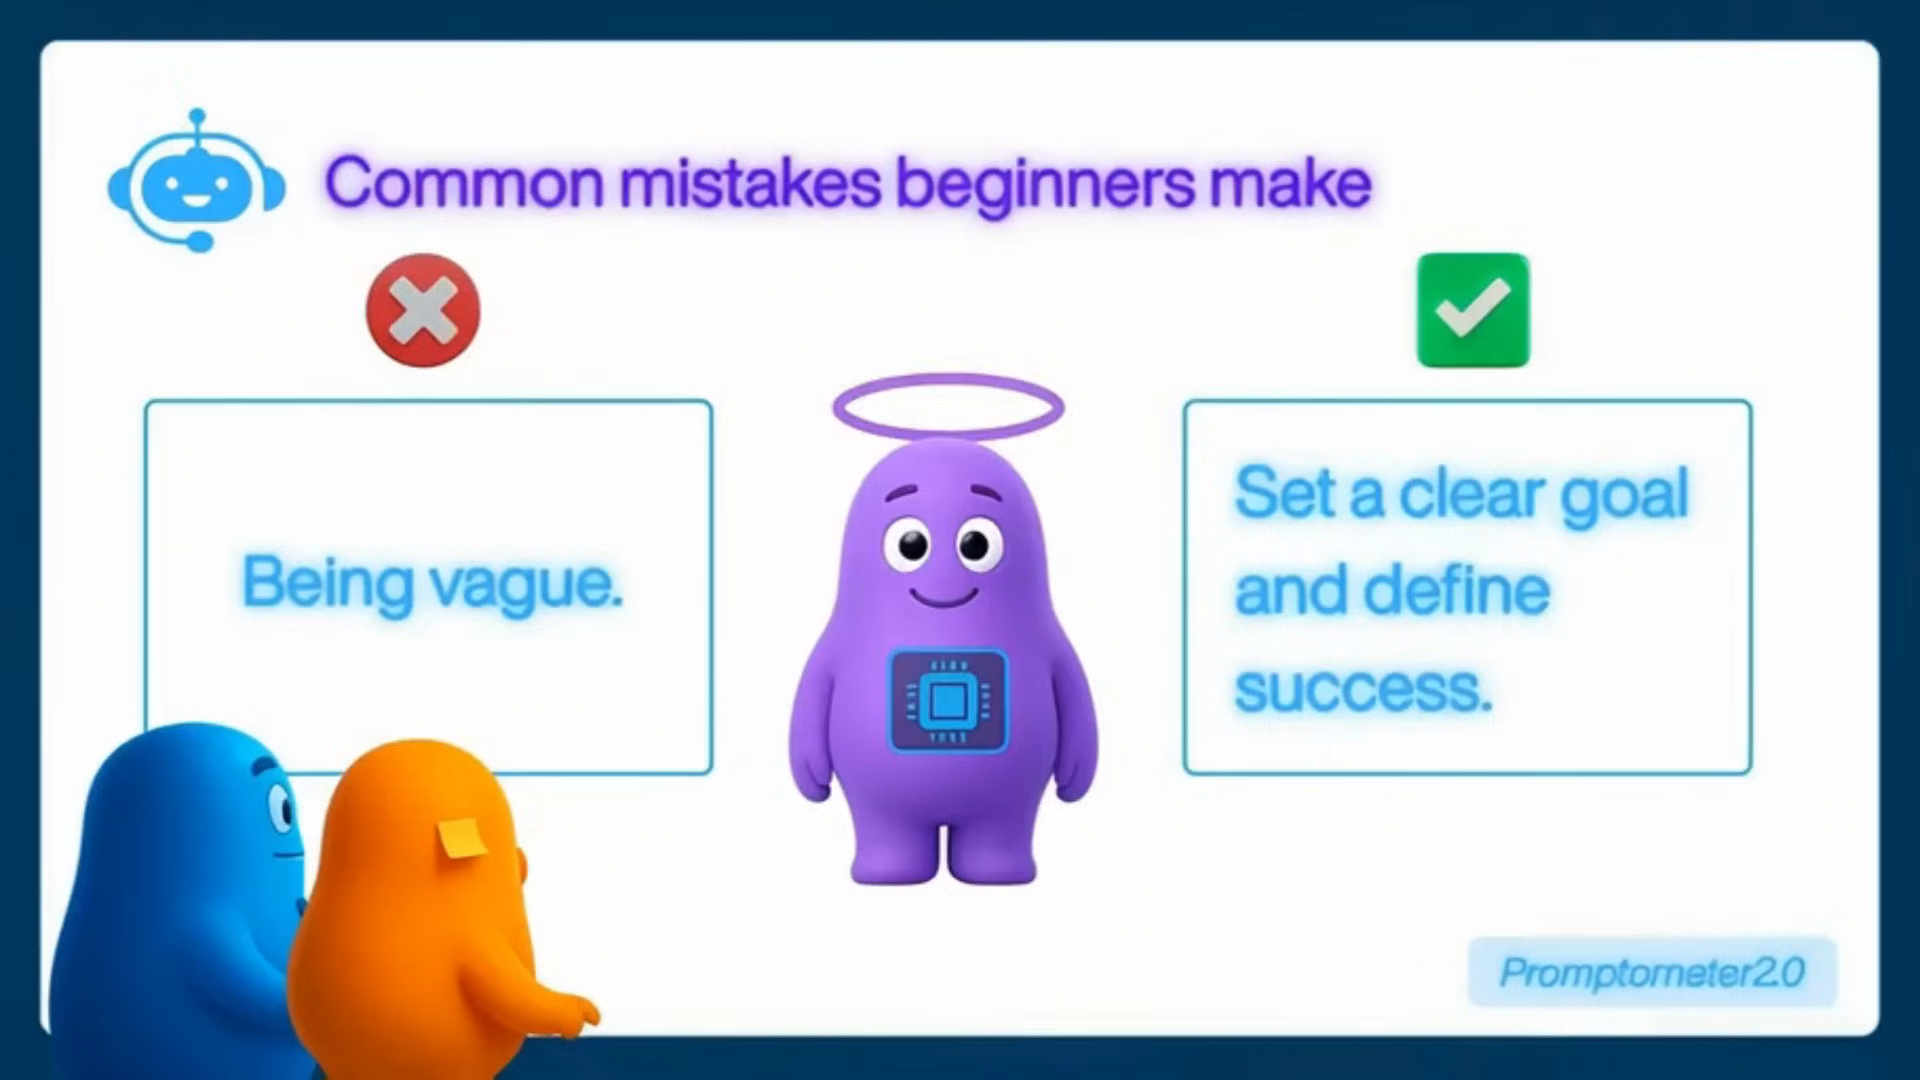 Common mistakes beginners make
Being vague.
Set a clear goal
and define
success.
Promptometer2.0